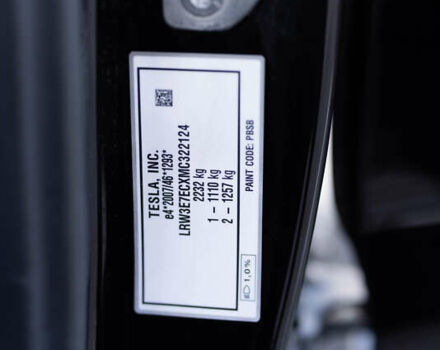 TESLA, INC.
e4*2007/46*1293*
LRW3E7ECXMC322124
2232 kg
1 – 1110 kg
2 – 1257 kg
PAINT CODE: PBSB
1,0%